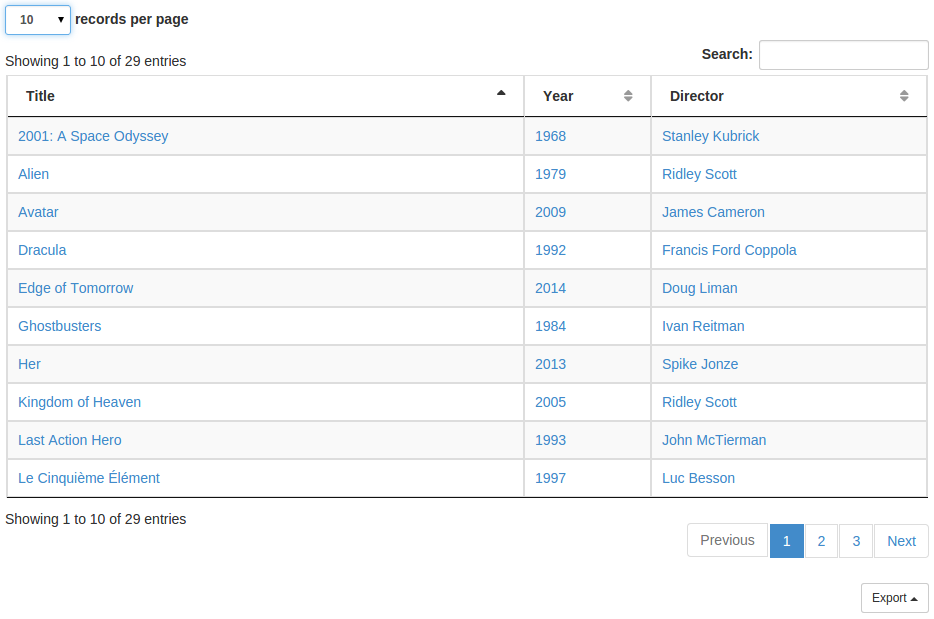 10 records per page
Showing 1 to 10 of 29 entries
Search:
Title Year Director
2001: A Space Odyssey 1968 Stanley Kubrick
Alien 1979 Ridley Scott
Avatar 2009 James Cameron
Dracula 1992 Francis Ford Coppola
Edge of Tomorrow 2014 Doug Liman
Ghostbusters 1984 Ivan Reitman
Her 2013 Spike Jonze
Kingdom of Heaven 2005 Ridley Scott
Last Action Hero 1993 John McTierman
Le Cinquième Élément 1997 Luc Besson
Showing 1 to 10 of 29 entries
Previous 1 2 3 Next
Export